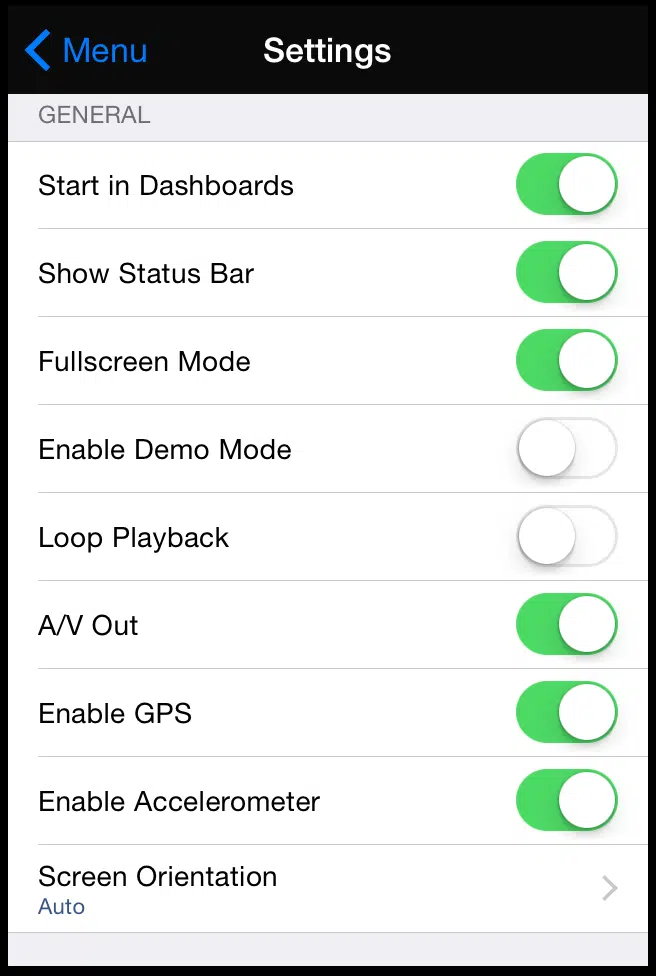 Menu
Settings
GENERAL
Start in Dashboards
Show Status Bar
Fullscreen Mode
Enable Demo Mode
Loop Playback
A/V Out
Enable GPS
Enable Accelerometer
Screen Orientation
Auto